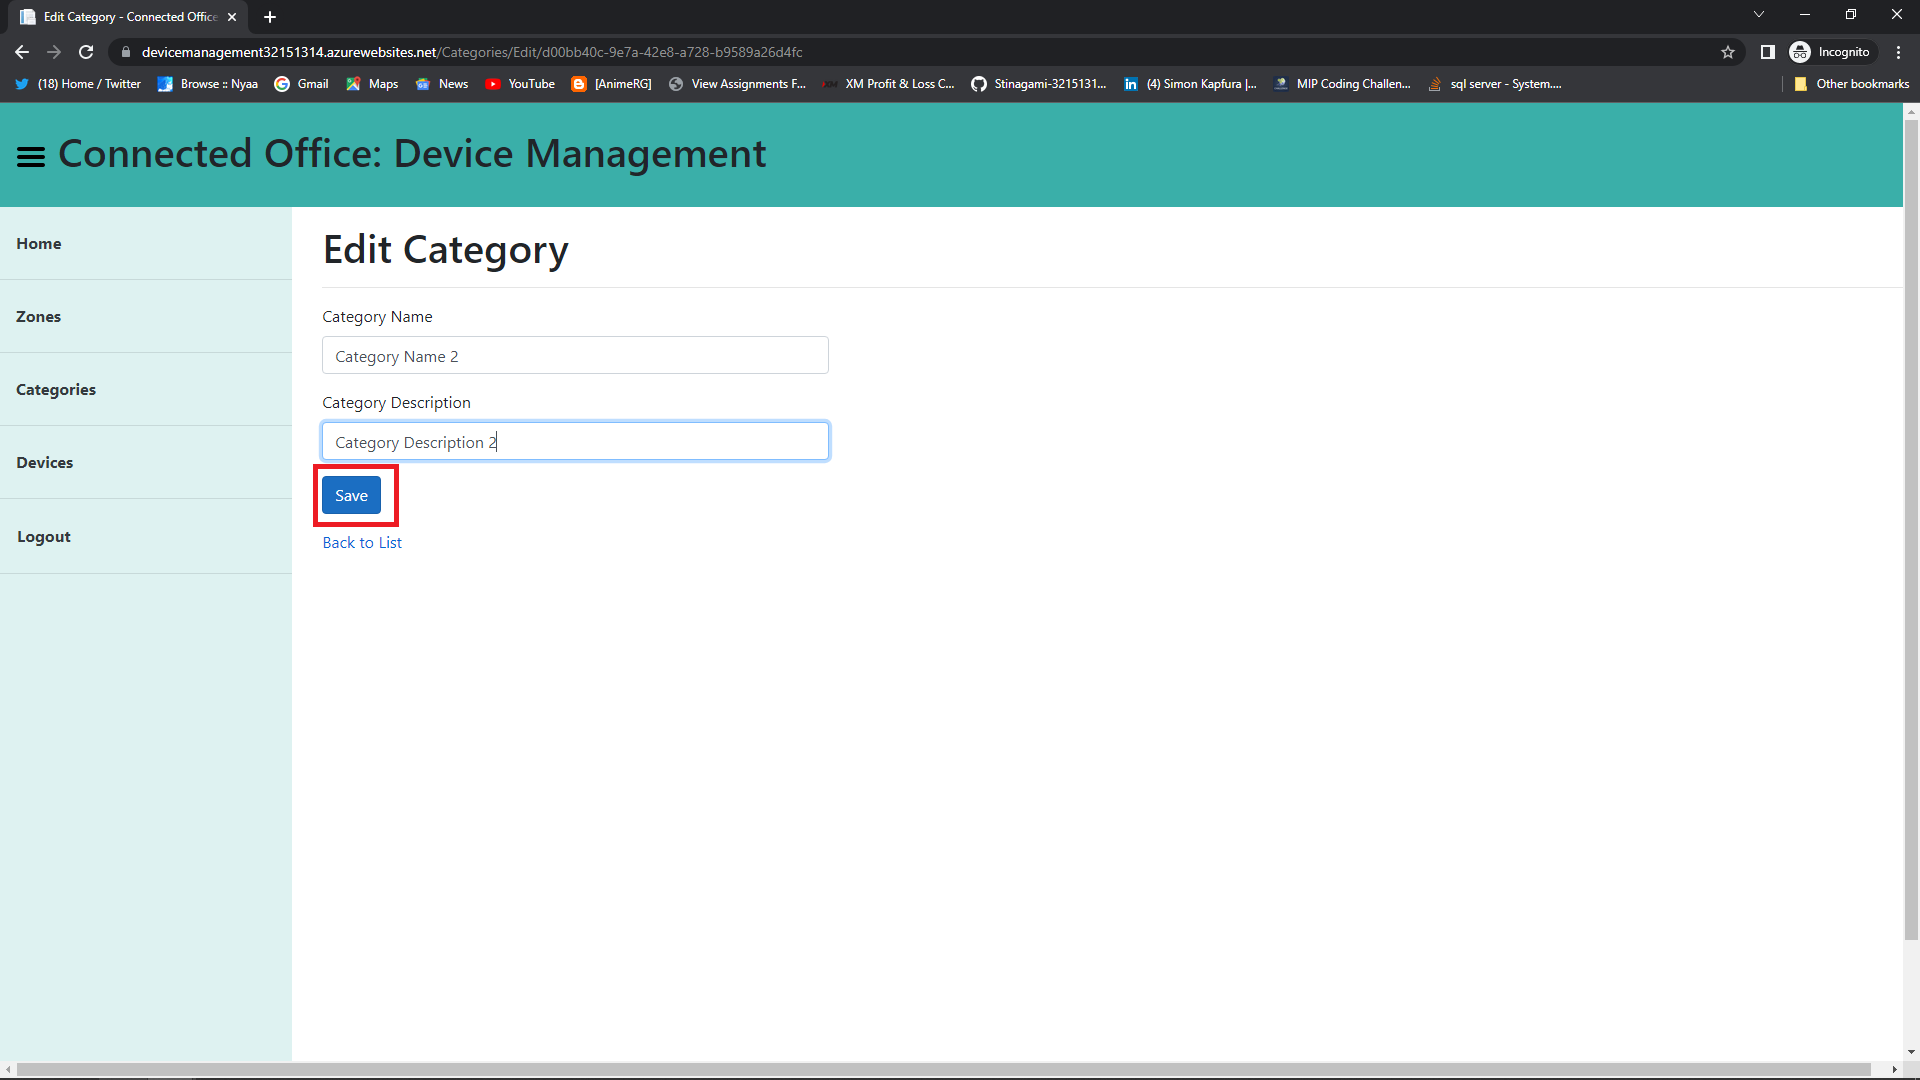 Edit Category - Connected Office
devicemanagement32151314.azurewebsites.net/Categories/Edit/d00bb40c-9e7a-42e8-a728-b9589a26d4fc
Incognito
(18) Home / Twitter
Browse :: Nyaa
Gmail
Maps
News
YouTube
[AnimeRG]
View Assignments F...
XM Profit & Loss C...
Stinagami-3215131...
(4) Simon Kapfura |...
MIP Coding Challen...
sql server - System....
Other bookmarks
Connected Office: Device Management
Home
Zones
Categories
Devices
Logout
Edit Category
Category Name
Category Name 2
Category Description
Category Description 2
Save
Back to List